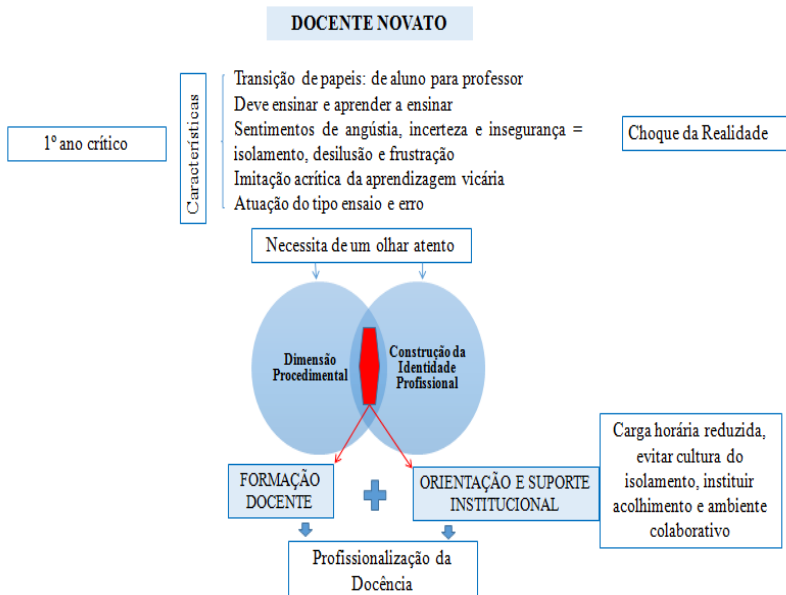 DOCENTE NOVATO
1º ano crítico
Características
Transição de papeis: de aluno para professor
Deve ensinar e aprender a ensinar
Sentimentos de angústia, incerteza e insegurança =
isolamento, desilusão e frustração
Imitação acrítica da aprendizagem vicária
Atuação do tipo ensaio e erro
Choque da Realidade
Necessita de um olhar atento
Dimensão
Procedimental
Construção da
Identidade
Profissional
FORMAÇÃO
DOCENTE
ORIENTAÇÃO E SUPORTE
INSTITUCIONAL
Carga horária reduzida,
evitar cultura do
isolamento, instituir
acolhimento e ambiente
colaborativo
Profissionalização da
Docência